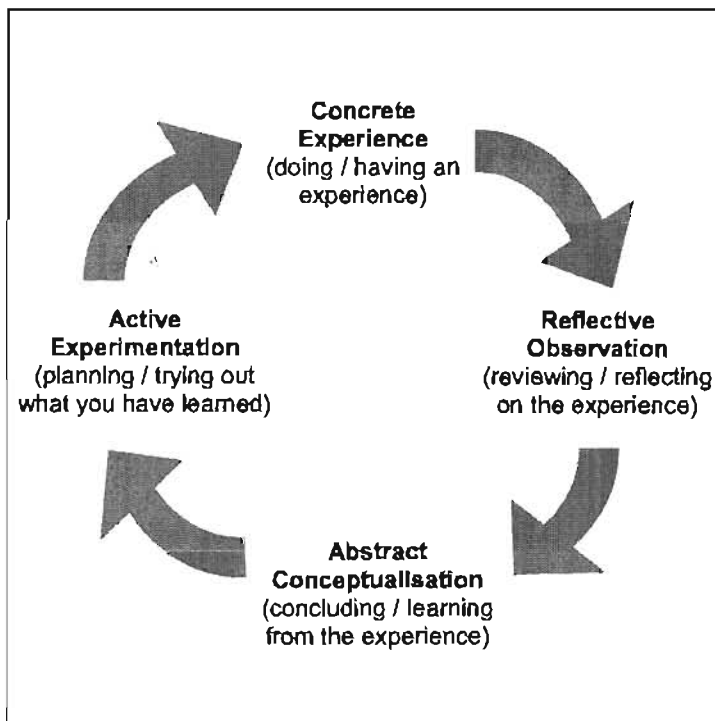 Concrete
Experience
(doing / having an
experience)
Reflective
Observation
(reviewing / reflecting
on the experience)
Abstract
Conceptualisation
(concluding / learning
from the experience)
Active
Experimentation
(planning / trying out
what you have learned)